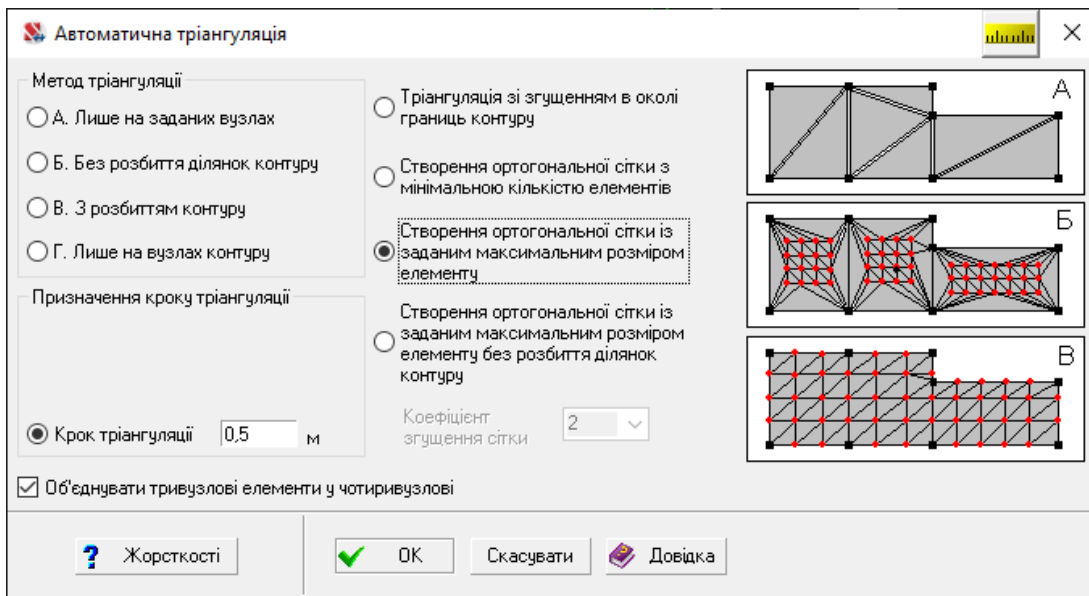 Автоматична тріангуляція
Метод тріангуляції
А. Лише на заданих вузлах
Б. Без розбиття ділянок контуру
В. З розбиттям контуру
Г. Лише на вузлах контуру
Призначення кроку тріангуляції
Крок тріангуляції 0,5 м
Тріангуляція зі згущенням в околі
границь контуру
Створення ортогональної сітки з
мінімальною кількістю елементів
Створення ортогональної сітки із
заданим максимальним розміром
елементу
Створення ортогональної сітки із
заданим максимальним розміром
елементу без розбиття ділянок
контуру
Коефіцієнт
згущення сітки 2
А
Б
В
Об'єднувати тривузлові елементи у чотиривузлові
? Жорсткості
ОК
Скасувати
Довідка